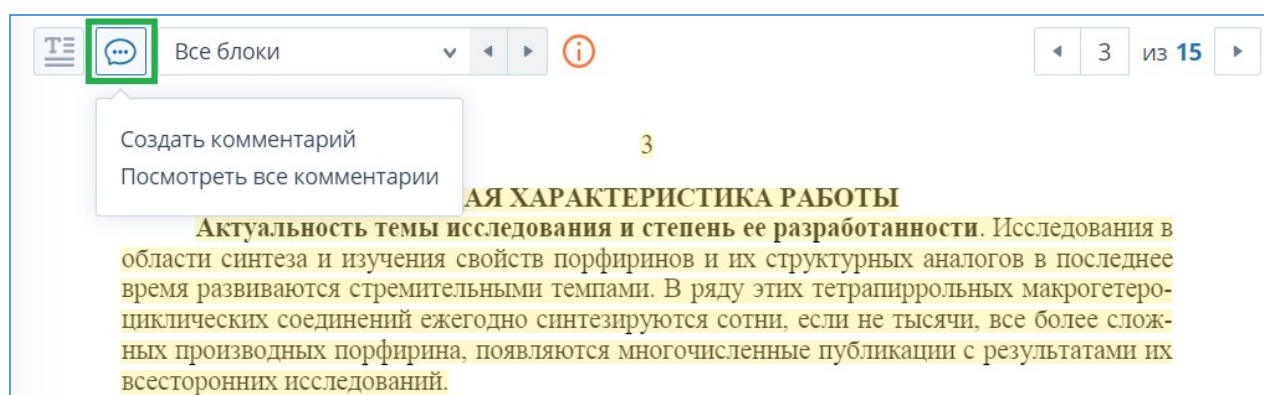 Все блоки
3 из 15
Создать комментарий
Посмотреть все комментарии
3
АЯ ХАРАКТЕРИСТИКА РАБОТЫ
Актуальность темы исследования и степень ее разработанности. Исследования в
области синтеза и изучения свойств порфиринов и их структурных аналогов в последнее
время развиваются стремительными темпами. В ряду этих тетрапиррольных макрогетеро-
циклических соединений ежегодно синтезируются сотни, если не тысячи, все более слож-
ных производных порфирина, появляются многочисленные публикации с результатами их
всесторонних исследований.